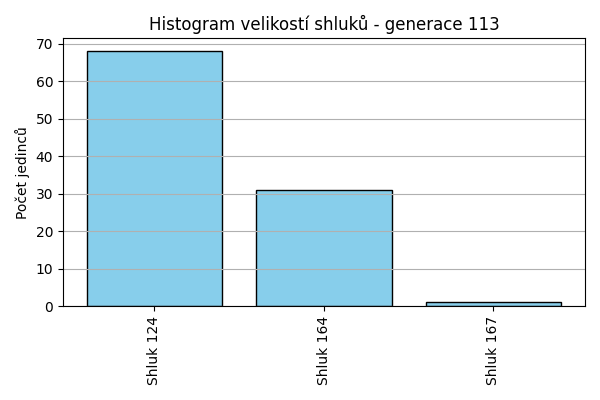 Histogram velikostí shluků - generace 113
Počet jedinců
70
60
50
40
30
20
10
0
Shluk 124
Shluk 164
Shluk 167